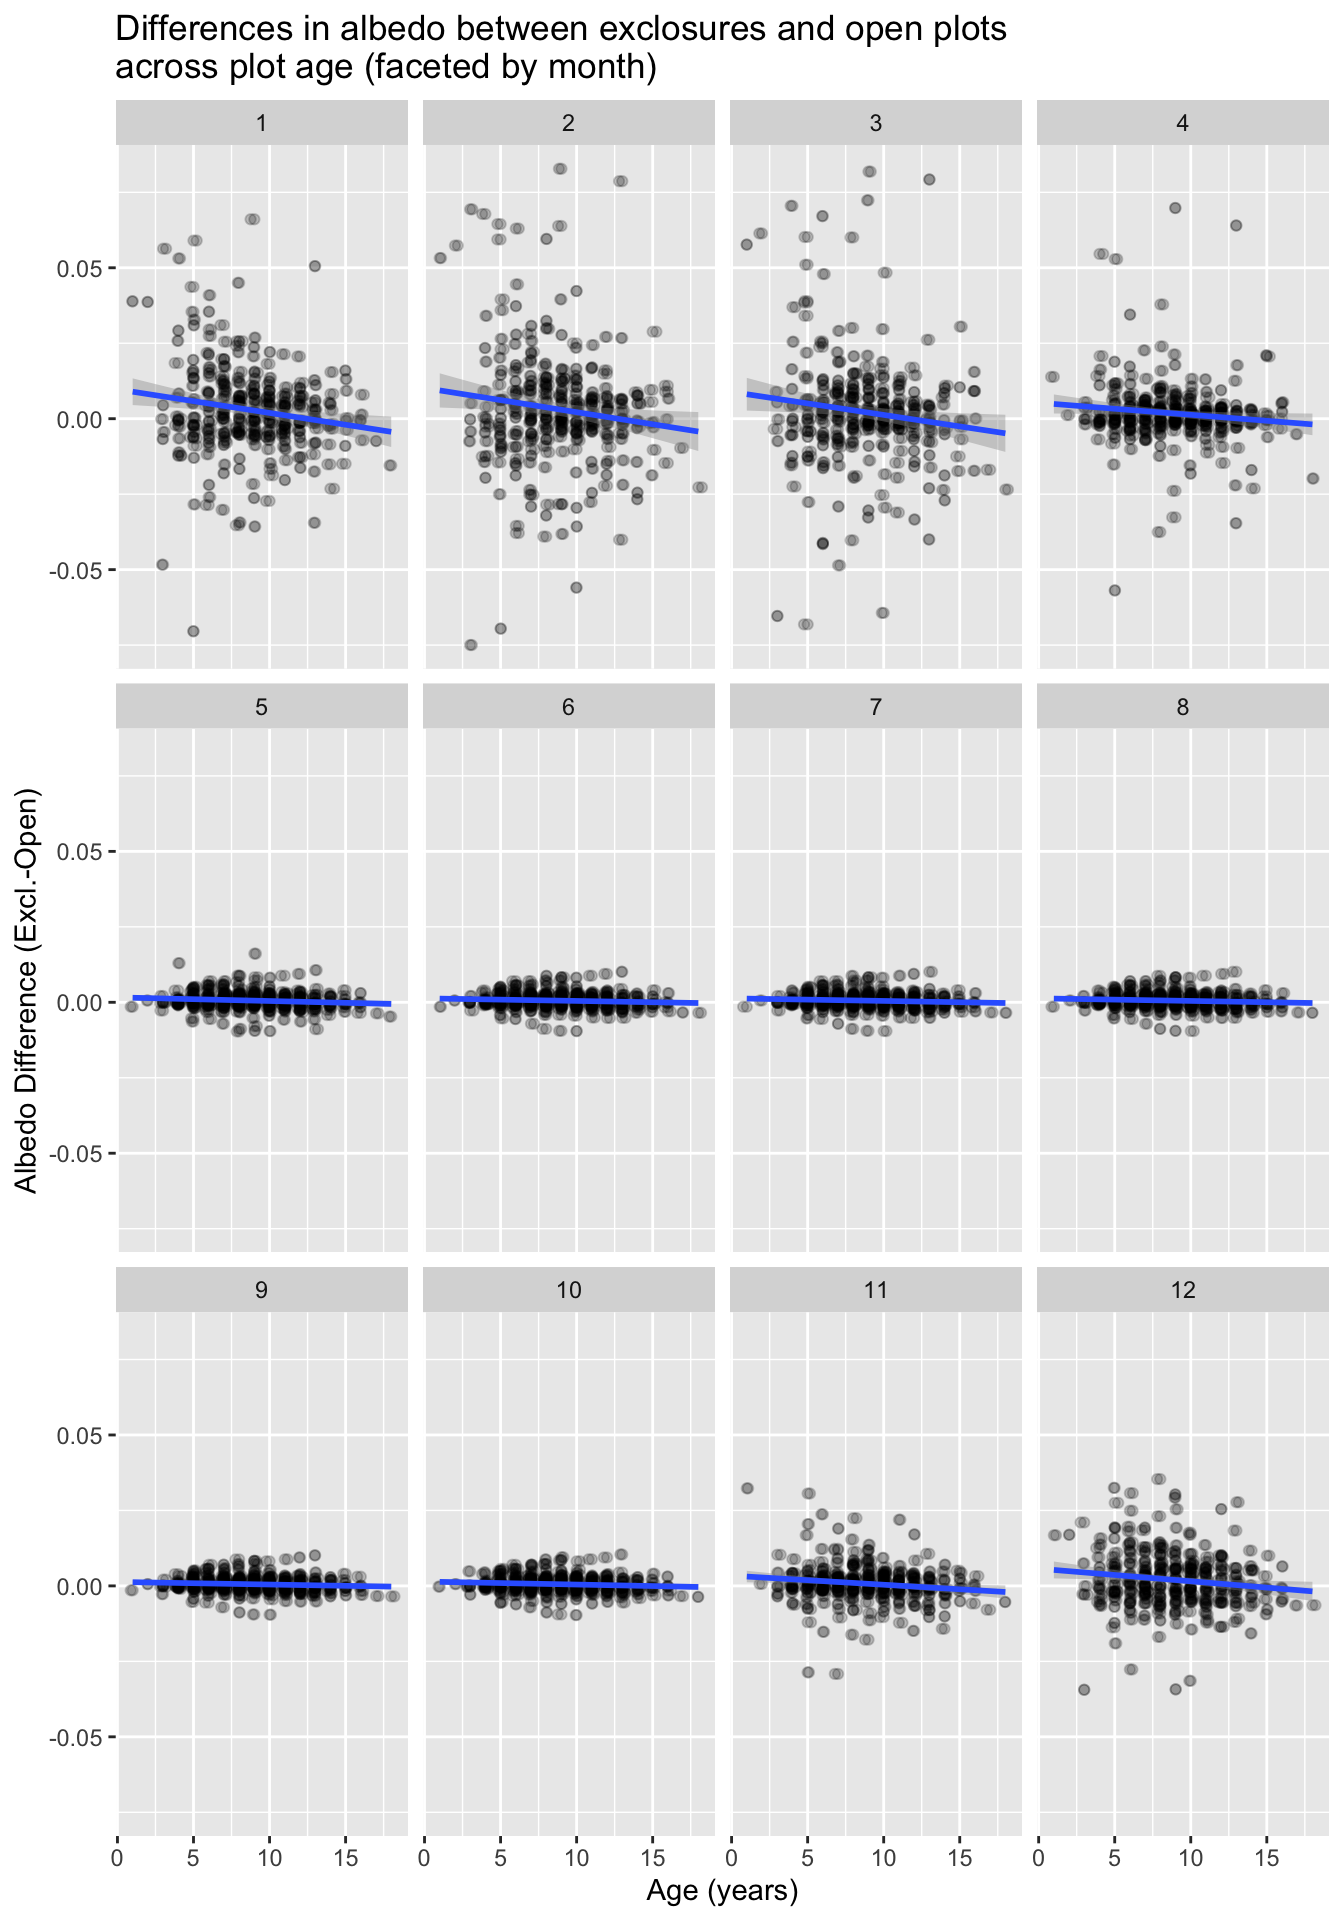 Differences in albedo between exclosures and open plots
across plot age (faceted by month)
1 2 3 4
0.05
0.00
-0.05
5 6 7 8
0.05
0.00
-0.05
Albedo Difference (Excl.-Open)
9 10 11 12
0.05
0.00
-0.05
0 5 10 15 0 5 10 15 0 5 10 15 0 5 10 15
Age (years)